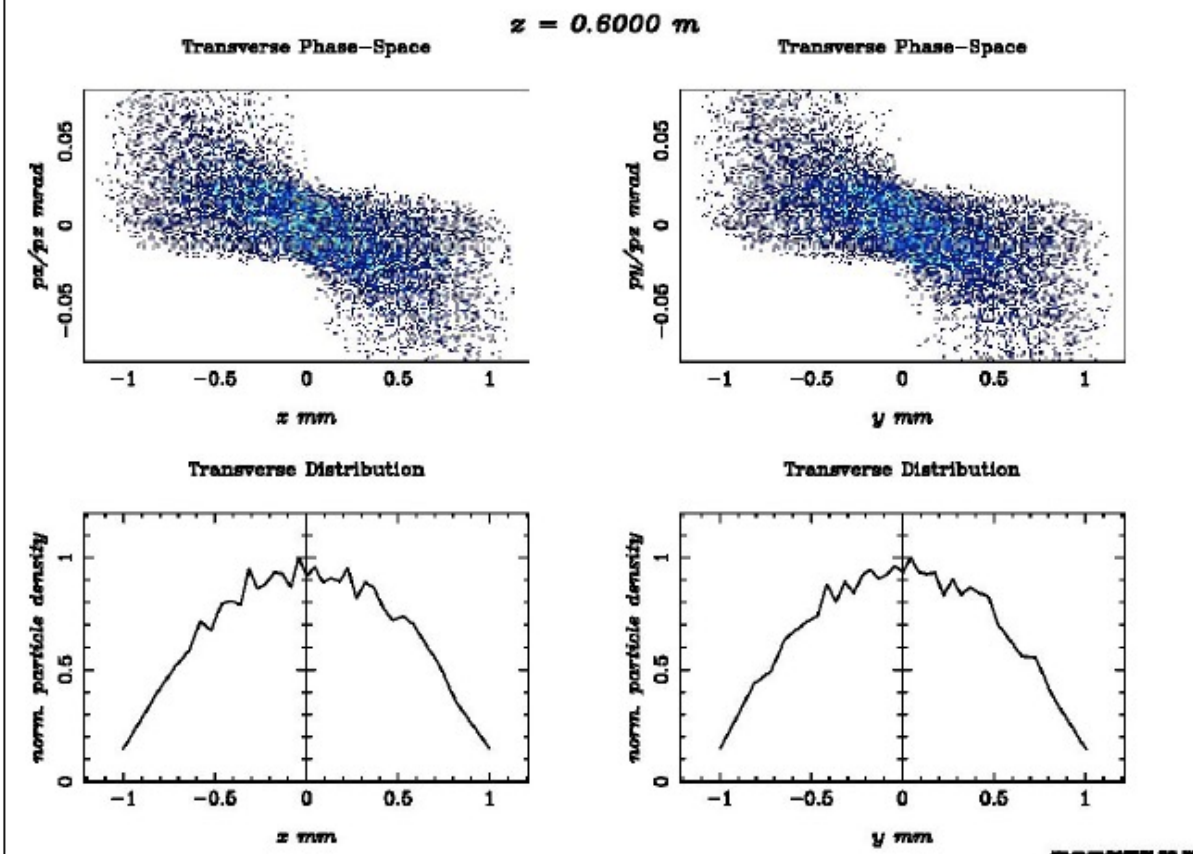 z = 0.6000 m
Transverse Phase-Space
px/pz mrad
0.05
0
-0.05
-1 -0.5 0 0.5 1
x mm
Transverse Phase-Space
py/pz mrad
0.05
0
-0.05
-1 -0.5 0 0.5 1
y mm
Transverse Distribution
norm. particle density
1
0.5
0
-1 -0.5 0 0.5 1
x mm
Transverse Distribution
norm. particle density
1
0.5
0
-1 -0.5 0 0.5 1
y mm